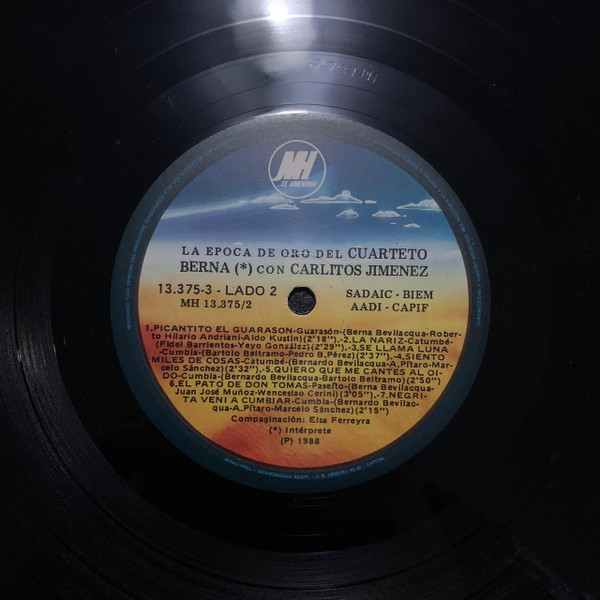 MH
ES ARGENTINA
LA EPOCA DE ORO DEL CUARTETO
BERNA (*) CON CARLITOS JIMENEZ
13.375-3 - LADO 2
MH 13.375/2
SADAIC - BIEM
AADI - CAPIF
1.PICANTITO EL GUARASON-Guarasón-(Berna Bevilacqua-Rober-
to Hilario Andriani-Aldo Kustin)(2'18'').-2.LA NARIZ-Catumbé-
(Fidel Barrientos-Yeyo González)(2'29'').-3.SE LLAMA LUNA
-Cumbia-(Bartolo Beltramo-Pedro B.Pérez)(2'37'').-4.SIENTO
MILES DE COSAS-Catumbé-(Bernardo Bevilacqua-A,Pítaro-Mar-
celo Sánchez)(2'32'').-5.QUIERO QUE ME CANTES AL OI-
DO-Cumbia-(Bernardo Bevilacqua-Bartolo Beltramo)(2'50'')
6.EL PATO DE DON TOMAS-Paseíto-(Berna Bevilacqua-
Juan José Muñoz-Wenceslao Cerini)(3'05'').-7.NEGRI-
TA VENI A CUMBIAR-Cumbia-(Bernardo Bevilac-
qua-A,Pítaro-Marcelo Sánchez)(2'15'')
Compaginación: Elsa Ferreyra
(*) Intérprete
(P) 1988